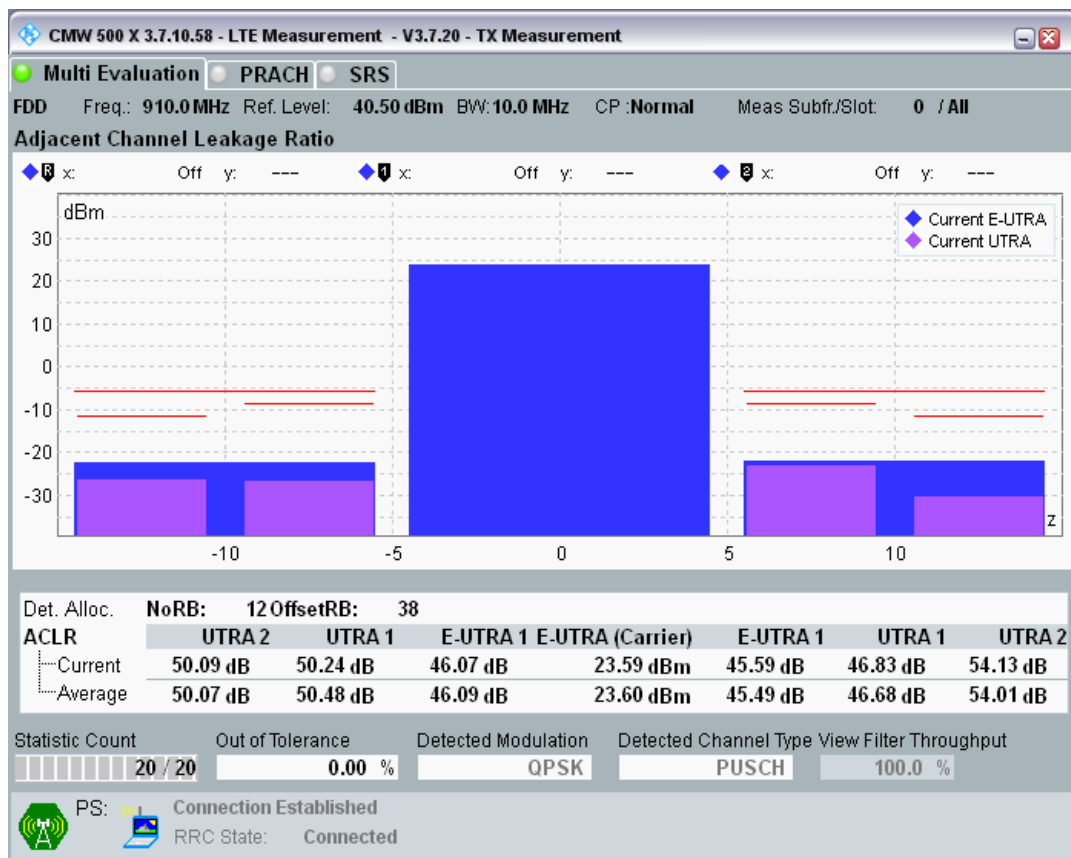 CMW 500 X 3.7.10.58 - LTE Measurement - V3.7.20 - TX Measurement
Multi Evaluation PRACH SRS
FDD Freq.: 910.0 MHz Ref. Level: 40.50 dBm BW: 10.0 MHz CP :Normal Meas Subfr./Slot: 0 / All
Adjacent Channel Leakage Ratio
R x: Off y: --- 1 x: Off y: --- 2 x: Off y: ---
dBm
Current E-UTRA
Current UTRA
30
20
10
0
-10
-20
-30
z
-10 -5 0 5 10
Det. Alloc. NoRB: 12 OffsetRB: 38
ACLR UTRA 2 UTRA 1 E-UTRA 1 E-UTRA (Carrier) E-UTRA 1 UTRA 1 UTRA 2
Current 50.09 dB 50.24 dB 46.07 dB 23.59 dBm 45.59 dB 46.83 dB 54.13 dB
Average 50.07 dB 50.48 dB 46.09 dB 23.60 dBm 45.49 dB 46.68 dB 54.01 dB
Statistic Count Out of Tolerance Detected Modulation Detected Channel Type View Filter Throughput
20 / 20 0.00 % QPSK PUSCH 100.0 %
PS: Connection Established
RRC State: Connected